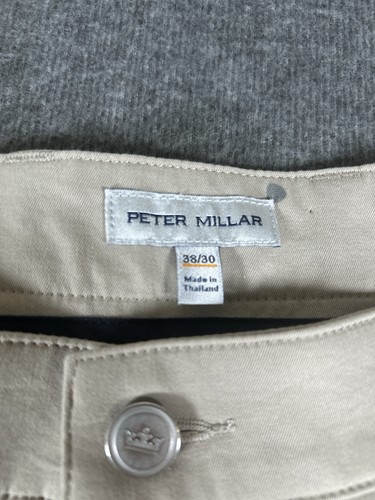 PETER MILLAR
38/30
Made in
Thailand